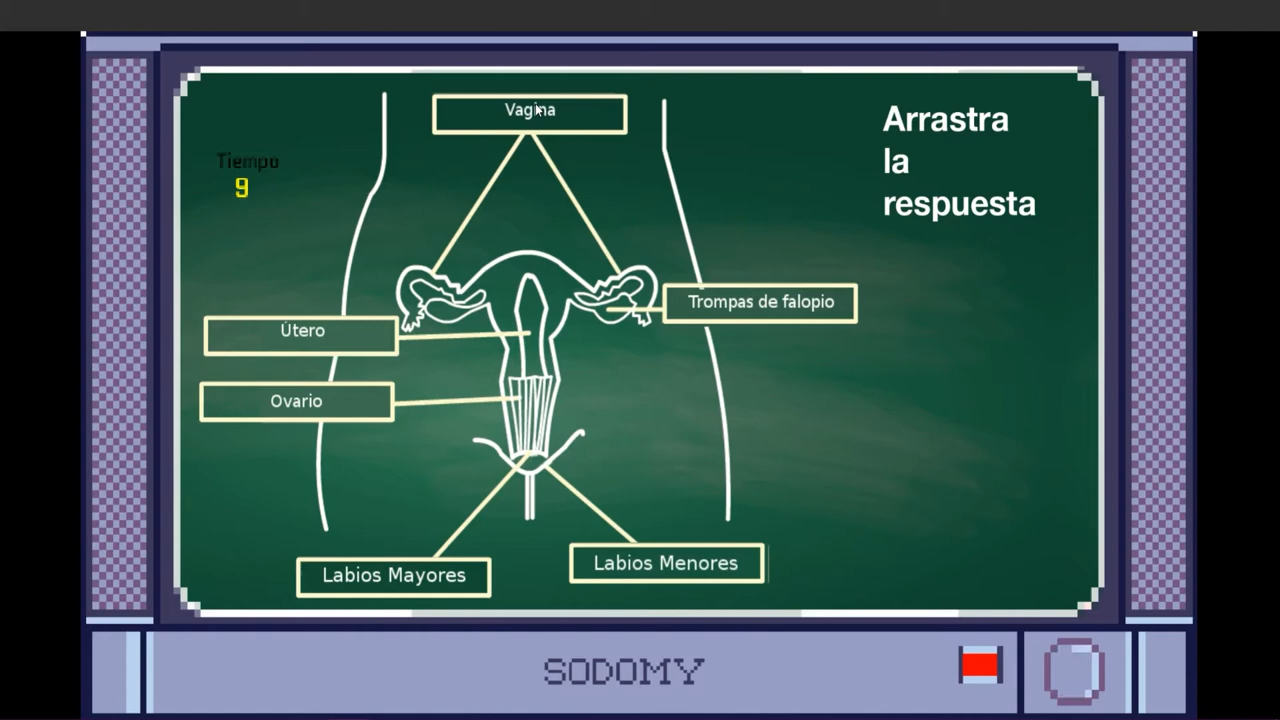 Vagina
Arrastra
la
respuesta
Tiempo
9
Trompas de falopio
Útero
Ovario
Labios Mayores
Labios Menores
SODOMY